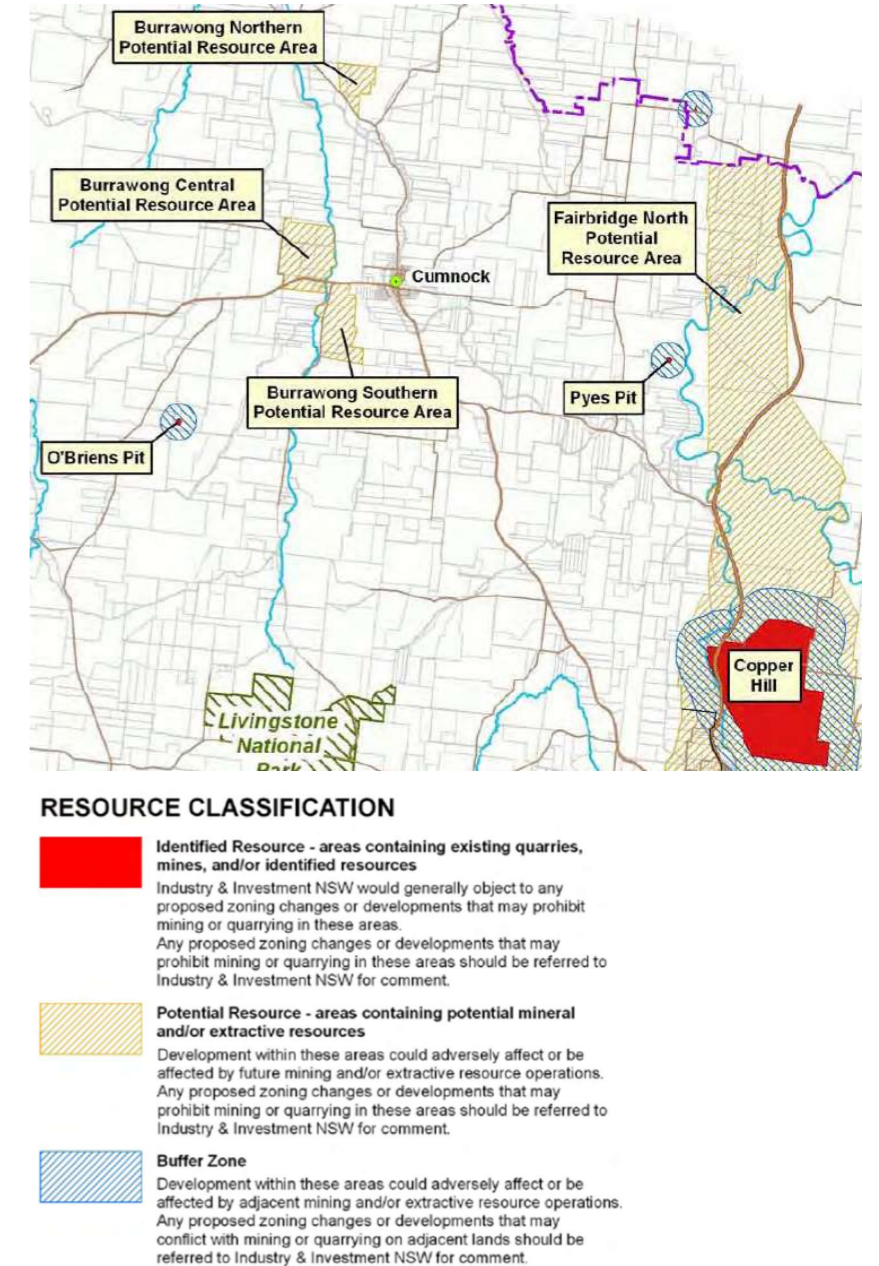 Burrawong Northern
Potential Resource Area
Burrawong Central
Potential Resource Area
Fairbridge North
Potential
Resource Area
Cumnock
Burrawong Southern
Potential Resource Area
Pyes Pit
O'Briens Pit
Copper
Hill
Livingstone
National
Park
RESOURCE CLASSIFICATION
Identified Resource - areas containing existing quarries,
mines, and/or identified resources
Industry & Investment NSW would generally object to any
proposed zoning changes or developments that may prohibit
mining or quarrying in these areas.
Any proposed zoning changes or developments that may
prohibit mining or quarrying in these areas should be referred to
Industry & Investment NSW for comment.
Potential Resource - areas containing potential mineral
and/or extractive resources
Development within these areas could adversely affect or be
affected by future mining and/or extractive resource operations.
Any proposed zoning changes or developments that may
prohibit mining or quarrying in these areas should be referred to
Industry & Investment NSW for comment.
Buffer Zone
Development within these areas could adversely affect or be
affected by adjacent mining and/or extractive resource operations.
Any proposed zoning changes or developments that may
conflict with mining or quarrying on adjacent lands should be
referred to Industry & Investment NSW for comment.